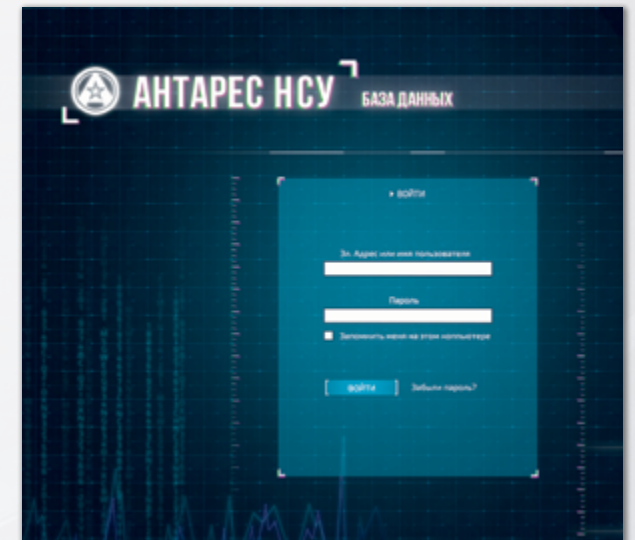 АНТАРЕС НСУ
БАЗА ДАННЫХ
ВОЙТИ
Эл. Адрес или имя пользователя
Пароль
Запомнить меня на этом компьютере
ВОЙТИ Забыли пароль?